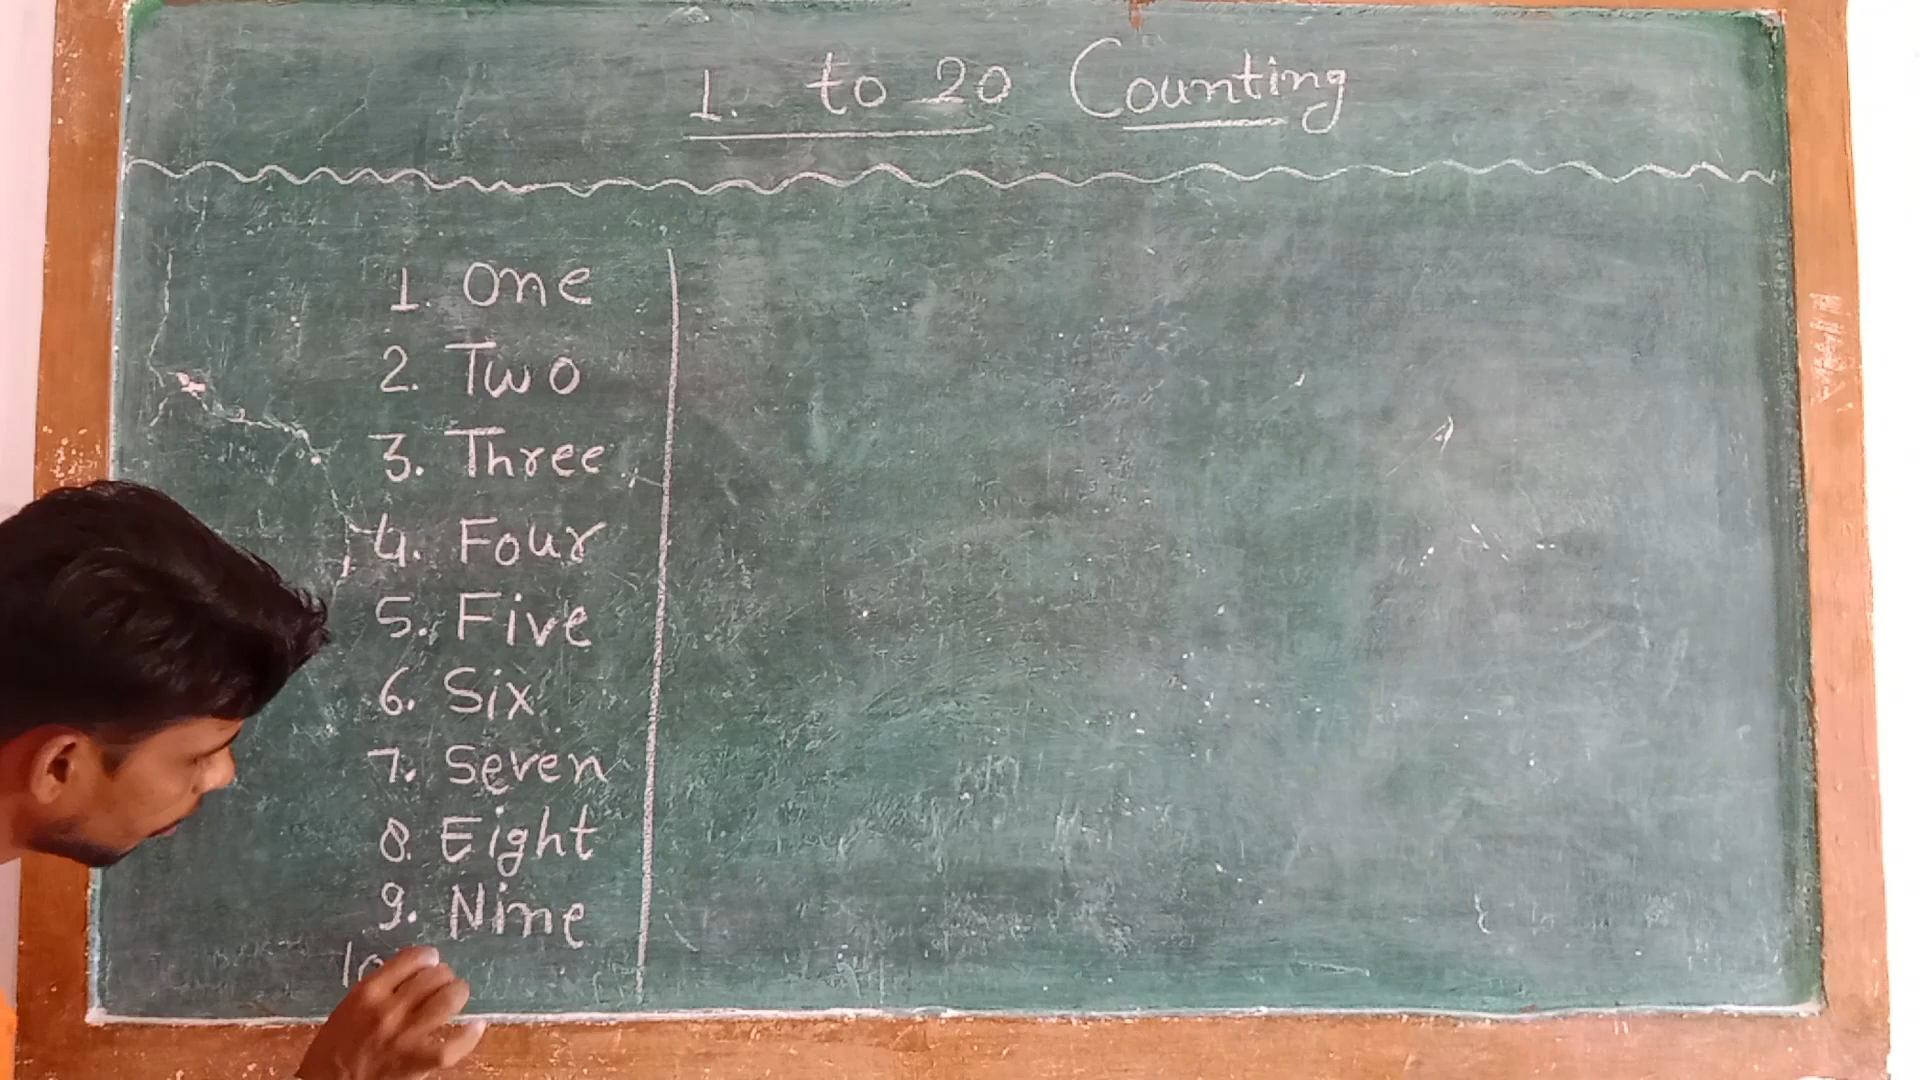 1. to 20 Counting
1. One
2. Two
3. Three
4. Four
5. Five
6. Six
7. Seven
8. Eight
9. Nine
10